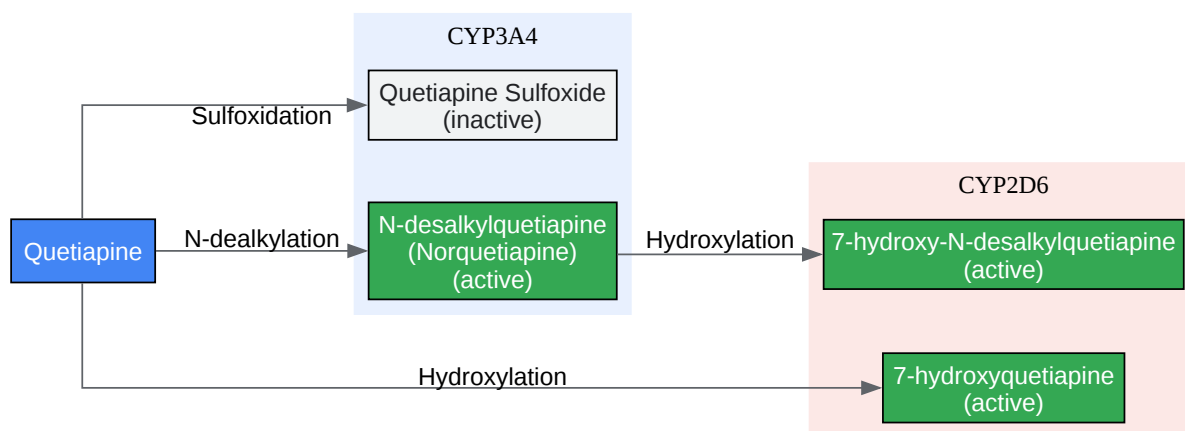 CYP3A4
Quetiapine Sulfoxide
(inactive)
Sulfoxidation
CYP2D6
Quetiapine
N-dealkylation
N-desalkylquetiapine
(Norquetiapine)
(active)
Hydroxylation
7-hydroxy-N-desalkylquetiapine
(active)
Hydroxylation
7-hydroxyquetiapine
(active)